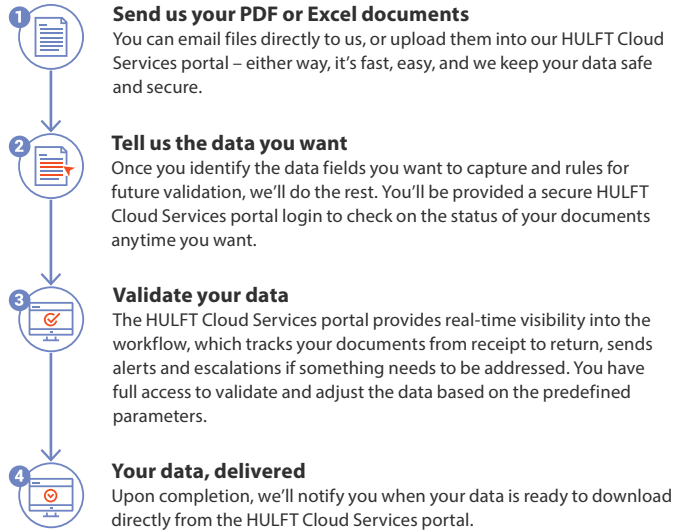 1
Send us your PDF or Excel documents
You can email files directly to us, or upload them into our HULFT Cloud
Services portal – either way, it's fast, easy, and we keep your data safe
and secure.
2
Tell us the data you want
Once you identify the data fields you want to capture and rules for
future validation, we'll do the rest. You'll be provided a secure HULFT
Cloud Services portal login to check on the status of your documents
anytime you want.
3
Validate your data
The HULFT Cloud Services portal provides real-time visibility into the
workflow, which tracks your documents from receipt to return, sends
alerts and escalations if something needs to be addressed. You have
full access to validate and adjust the data based on the predefined
parameters.
4
Your data, delivered
Upon completion, we'll notify you when your data is ready to download
directly from the HULFT Cloud Services portal.